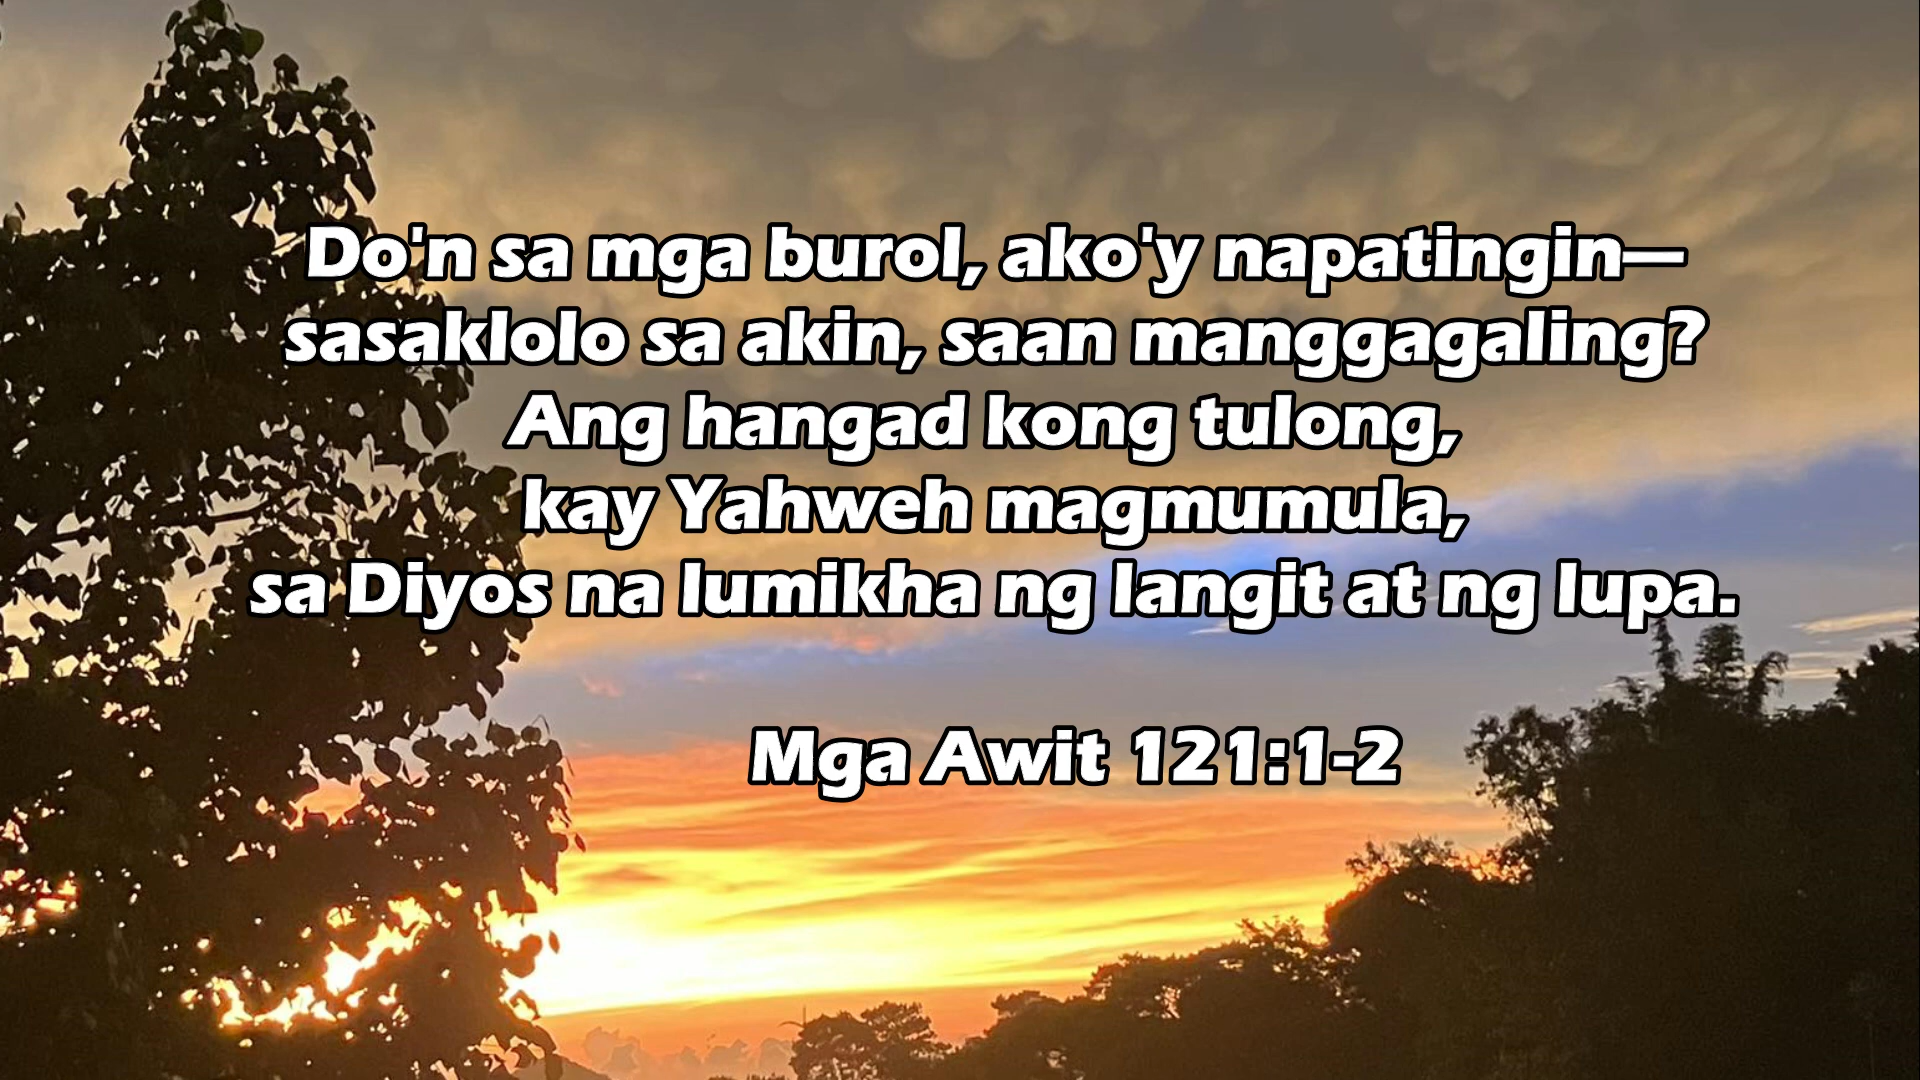 Do'n sa mga burol, ako'y napatingin—
sasaklolo sa akin, saan manggagaling?
Ang hangad kong tulong,
kay Yahweh magmumula,
sa Diyos na lumikha ng langit at ng lupa.
Mga Awit 121:1-2